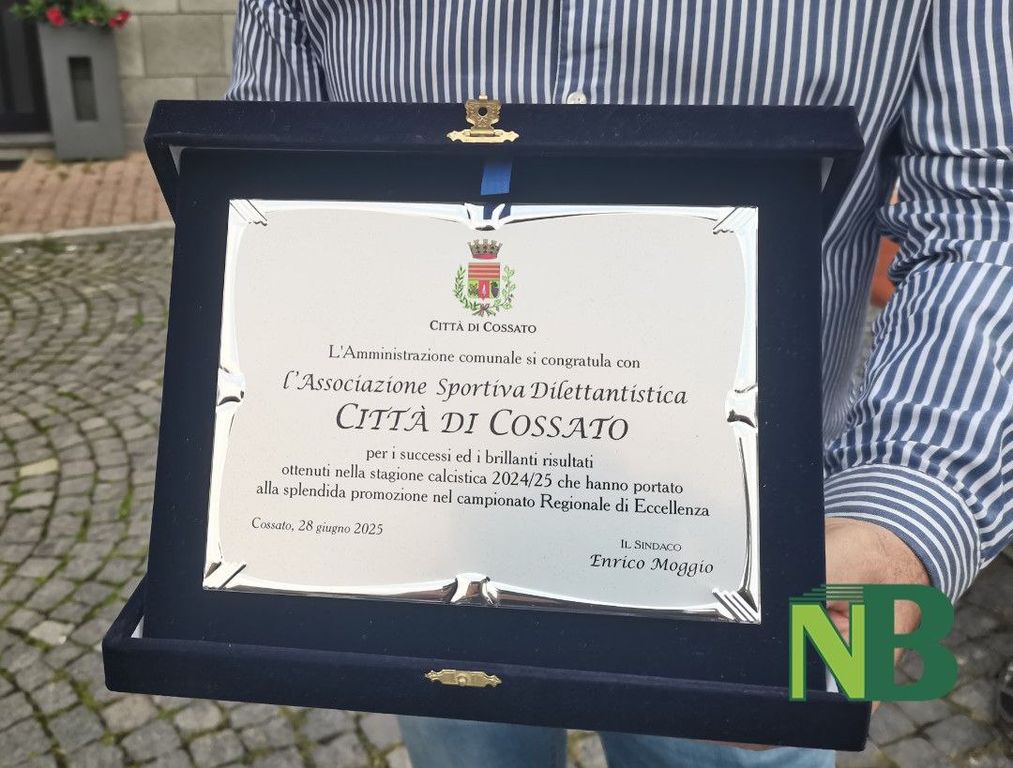 CITTÀ DI COSSATO
L'Amministrazione comunale si congratula con
l'Associazione Sportiva Dilettantistica
CITTÀ DI COSSATO
per i successi ed i brillanti risultati
ottenuti nella stagione calcistica 2024/25 che hanno portato
alla splendida promozione nel campionato Regionale di Eccellenza
Cossato, 28 giugno 2025
IL SINDACO
Enrico Moggio
NB